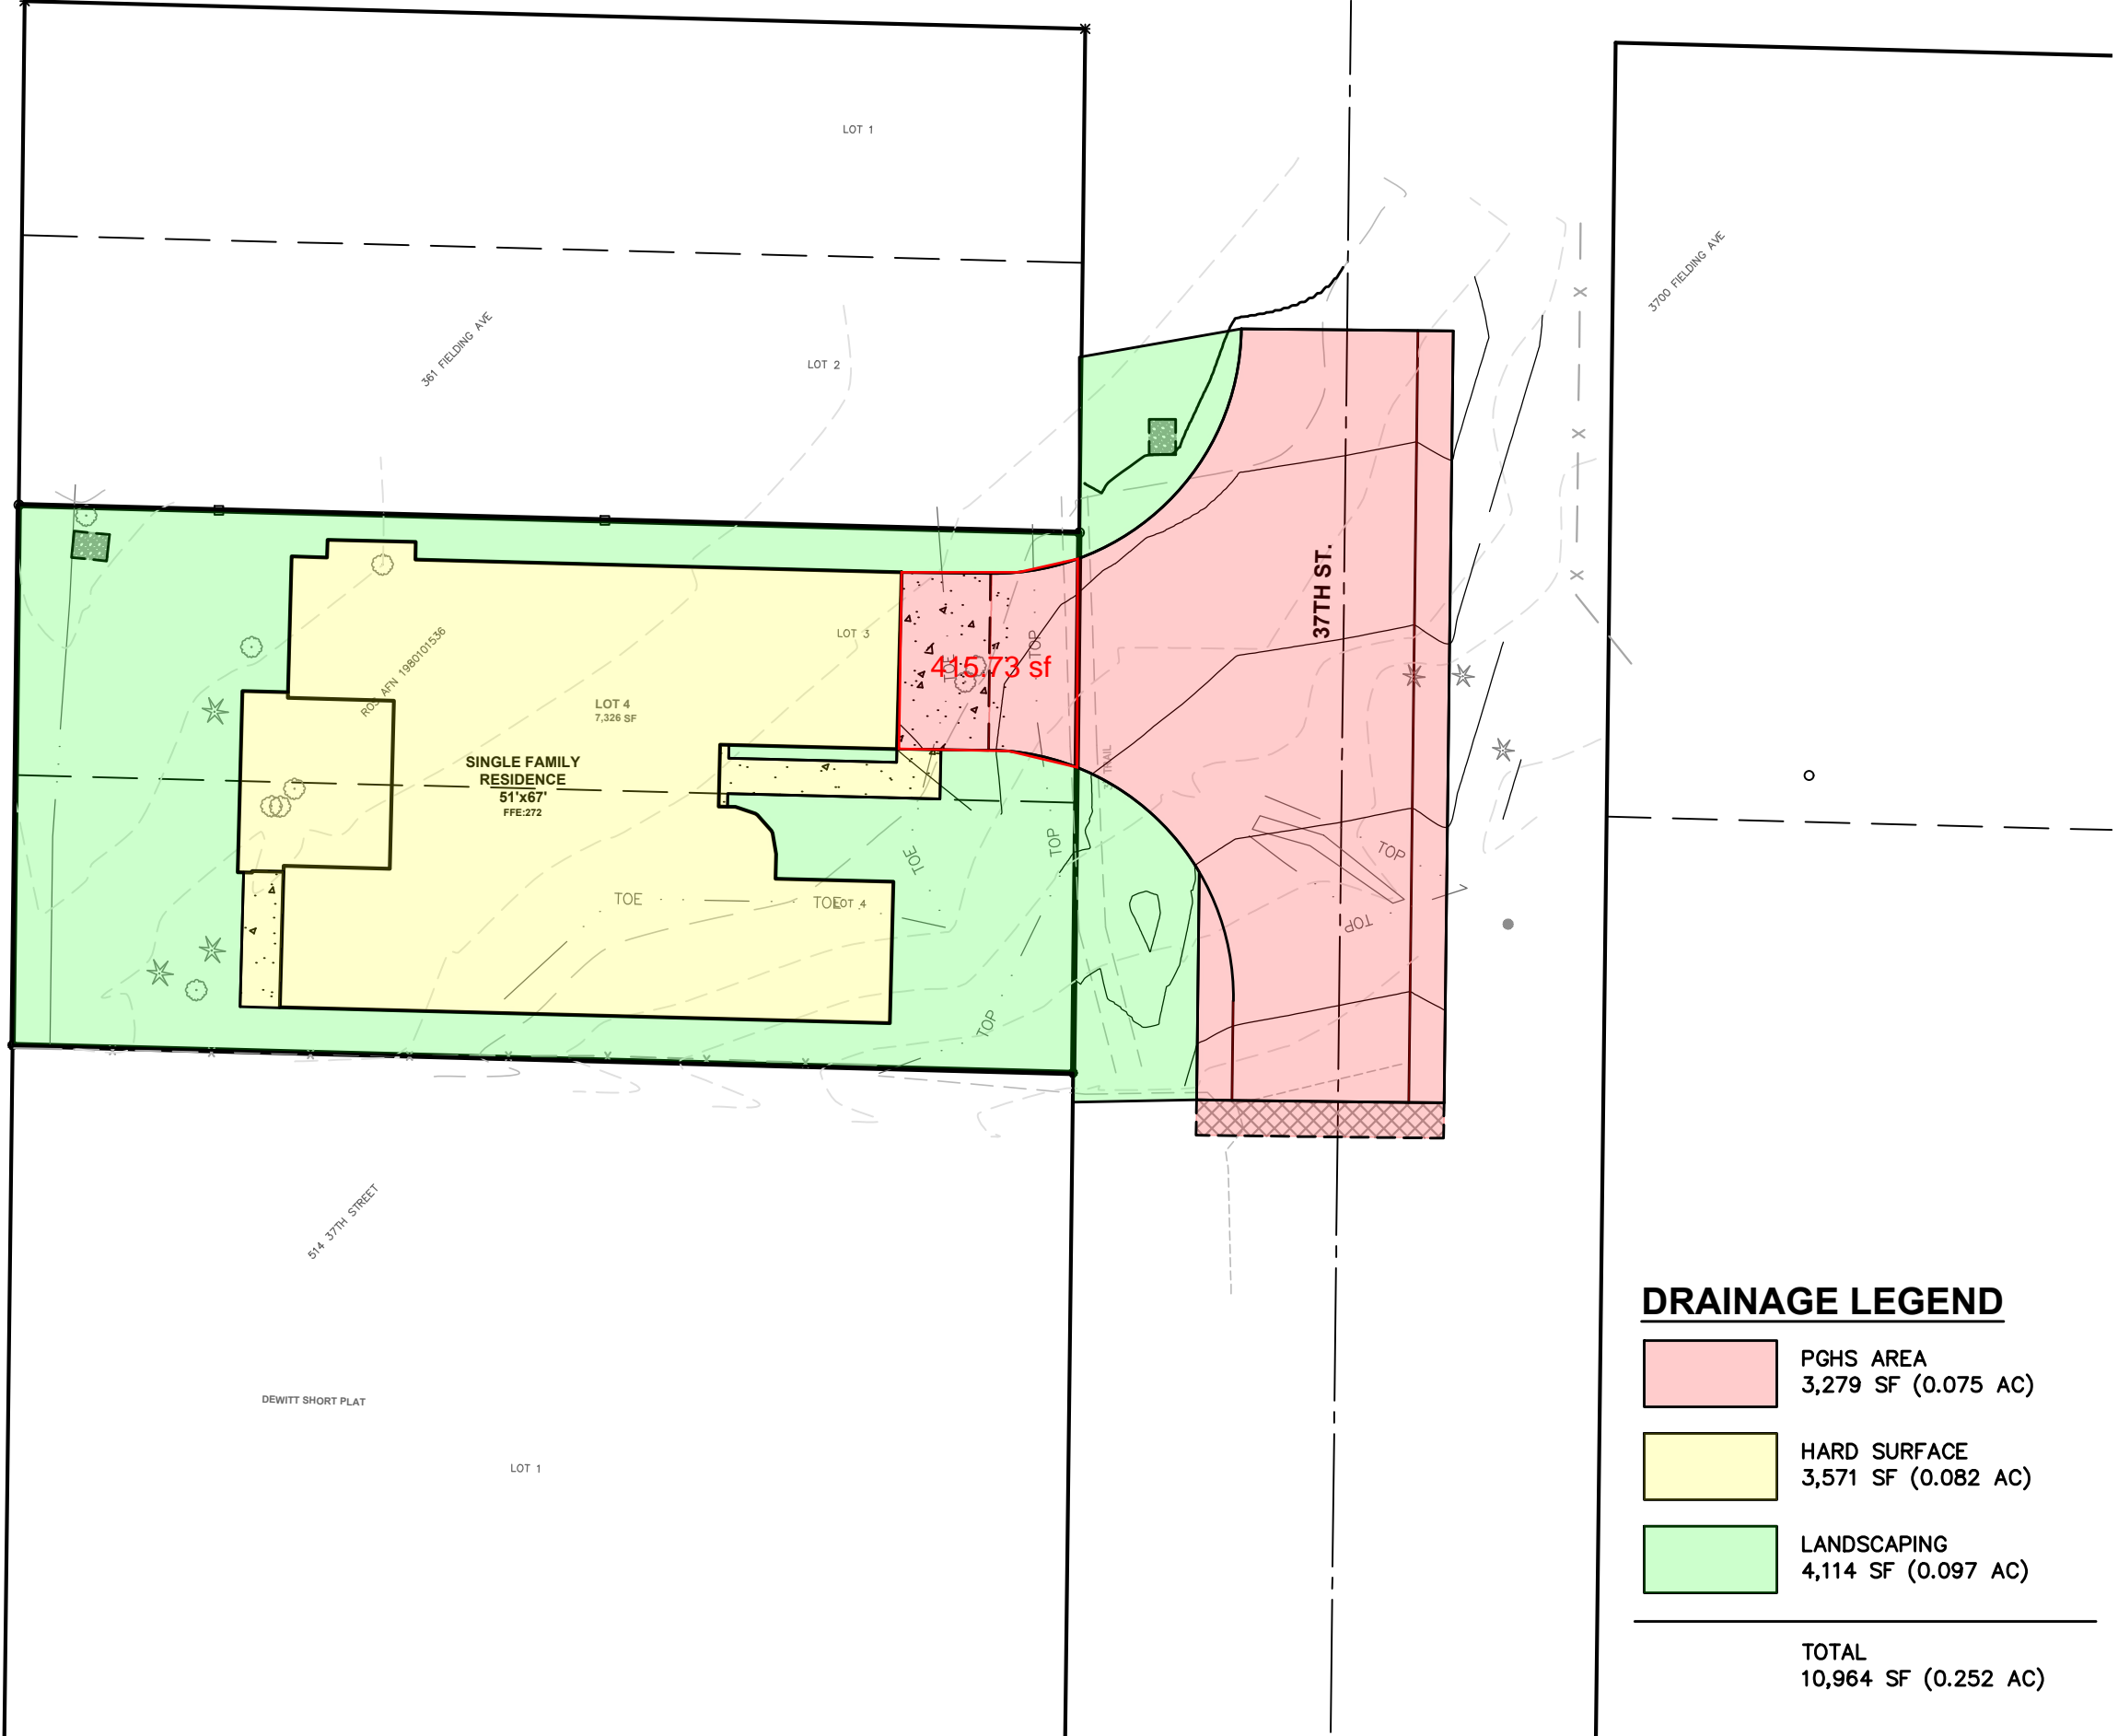 LOT 1
3700 FIELDING AVE
361 FIELDING AVE
LOT 2
37TH ST.
LOT 3
ROS AFN 1980101536
TOE
TOP
415.73 sf
LOT 4
7,326 SF
SINGLE FAMILY
RESIDENCE
51'x67'
FFE:272
TRAIL
TOP
TOE
TOP
TOE
TOE
LOT 4
TOP
TOP
514 37TH STREET
DEWITT SHORT PLAT
LOT 1
DRAINAGE LEGEND
PGHS AREA
3,279 SF (0.075 AC)
HARD SURFACE
3,571 SF (0.082 AC)
LANDSCAPING
4,114 SF (0.097 AC)
TOTAL
10,964 SF (0.252 AC)